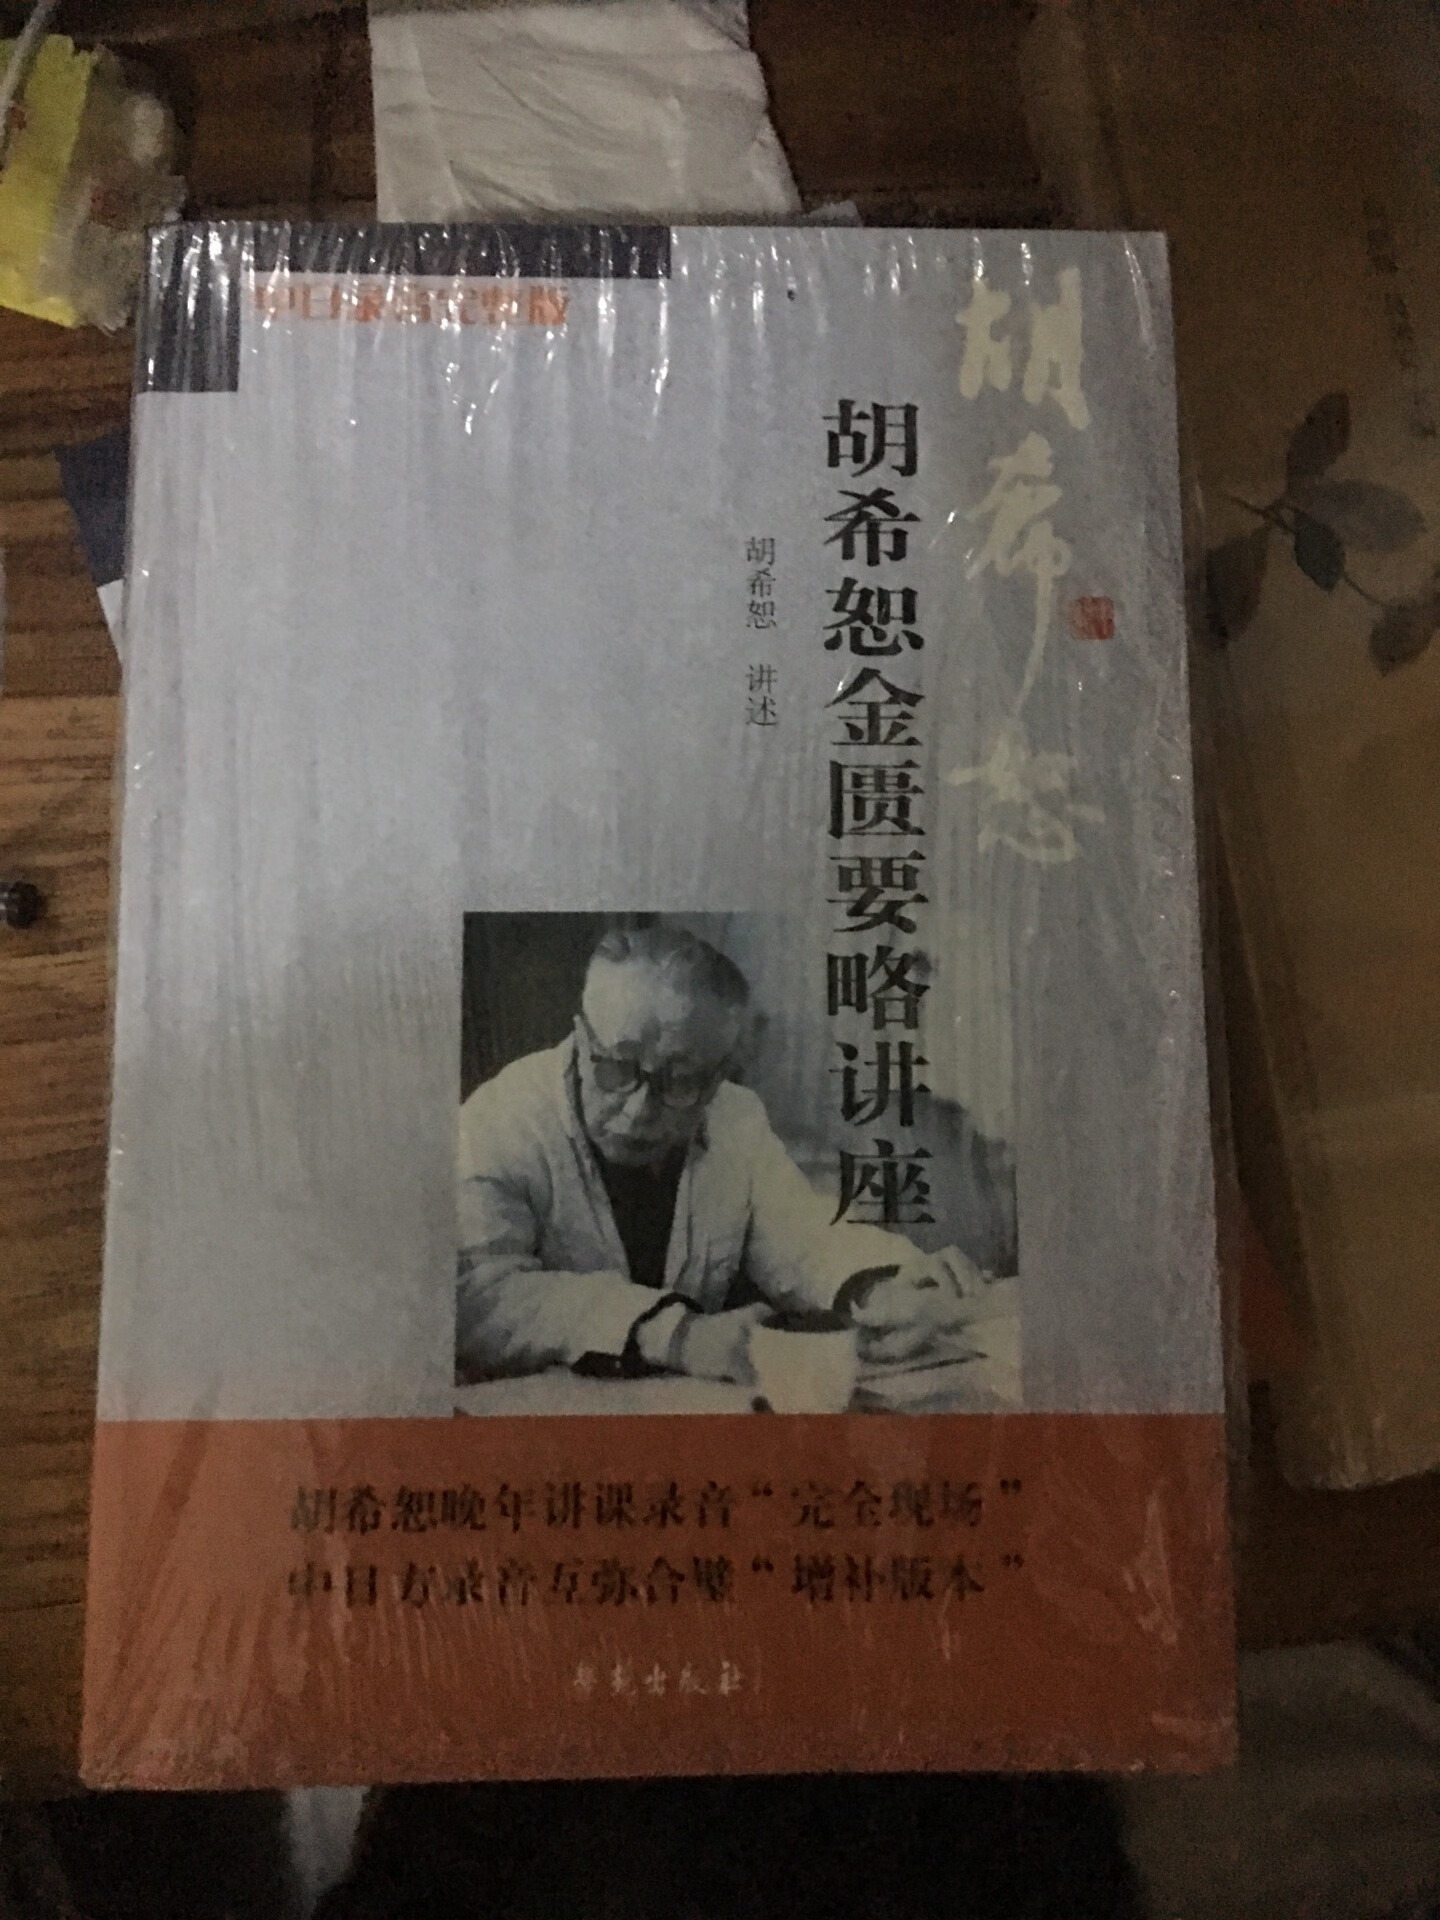 中日录音完整版
胡希恕
胡希恕金匮要略讲座
胡希恕 讲述
胡希恕晚年讲课录音“完全现场”
中日方录音互弥合璧“增补版本”
学苑出版社